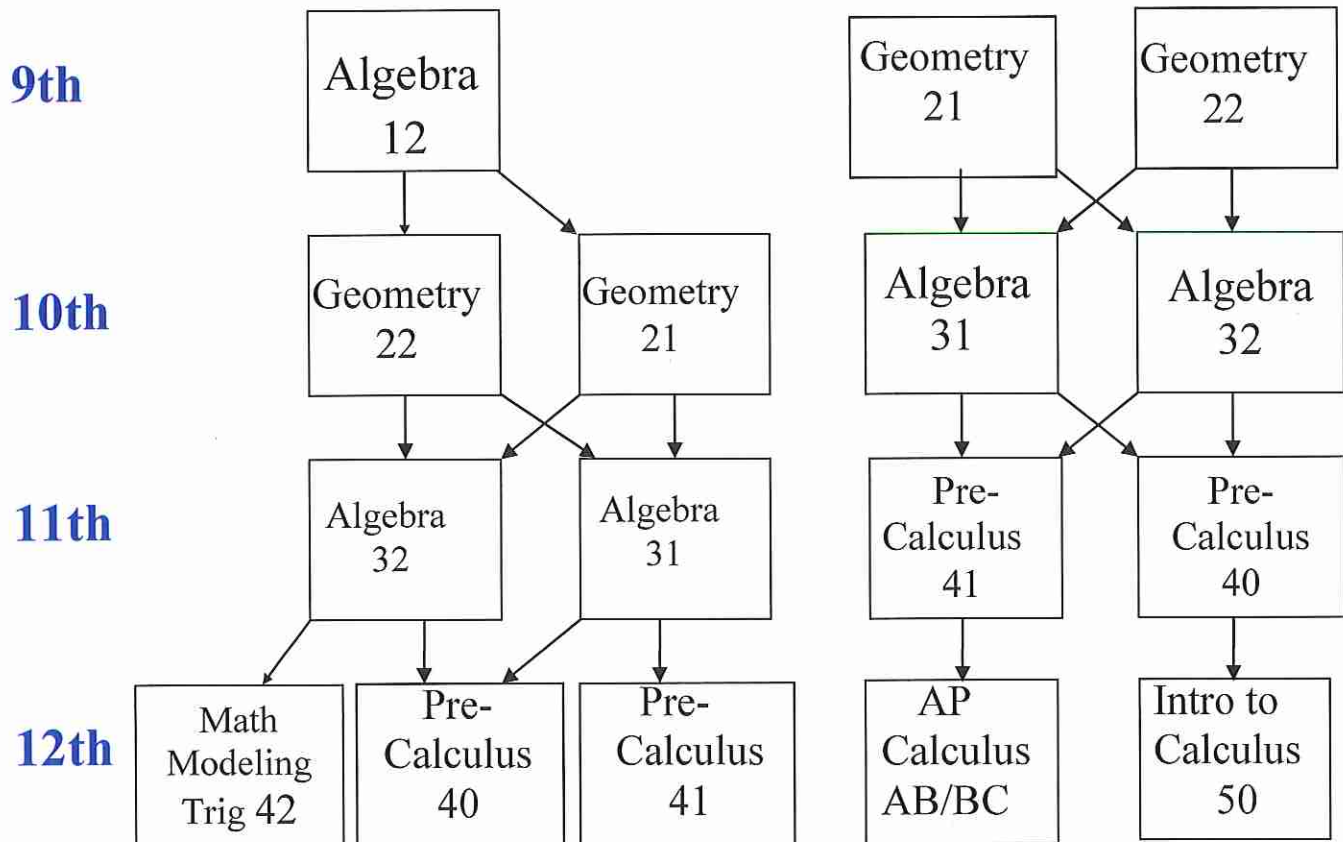 9th
Algebra
12
Geometry
21
Geometry
22
10th
Geometry
22
Geometry
21
Algebra
31
Algebra
32
11th
Algebra
32
Algebra
31
Pre-
Calculus
41
Pre-
Calculus
40
12th
Math
Modeling
Trig 42
Pre-
Calculus
40
Pre-
Calculus
41
AP
Calculus
AB/BC
Intro to
Calculus
50